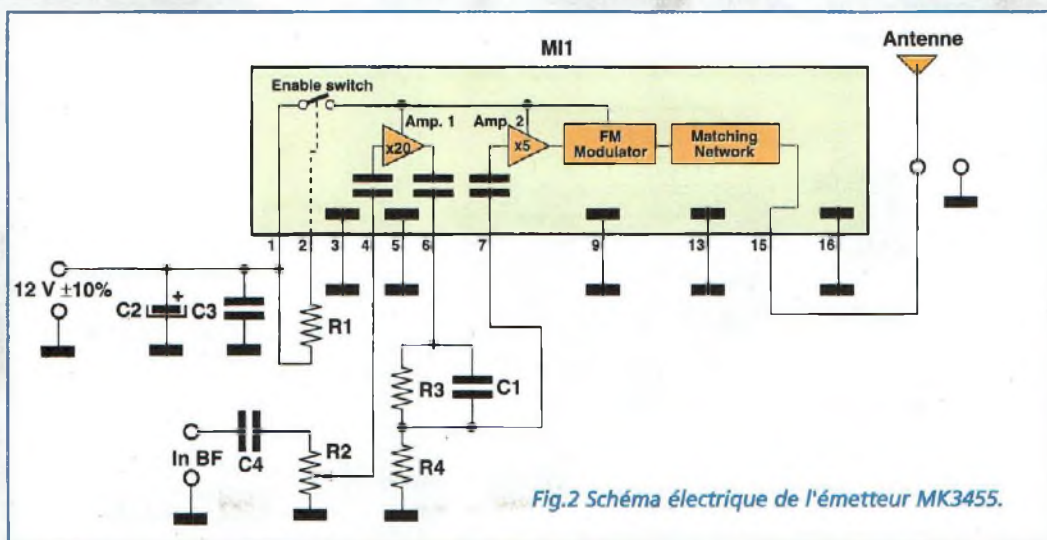 MI1
Antenne
Enable switch
Amp. 1
x20
Amp. 2
x5
FM
Modulator
Matching
Network
1 2 3 4 5 6 7 9 13 15 16
12 V ±10%
C2 + C3
R1
R3 C1
In BF
C4
R2
R4
Fig.2 Schéma électrique de l'émetteur MK3455.